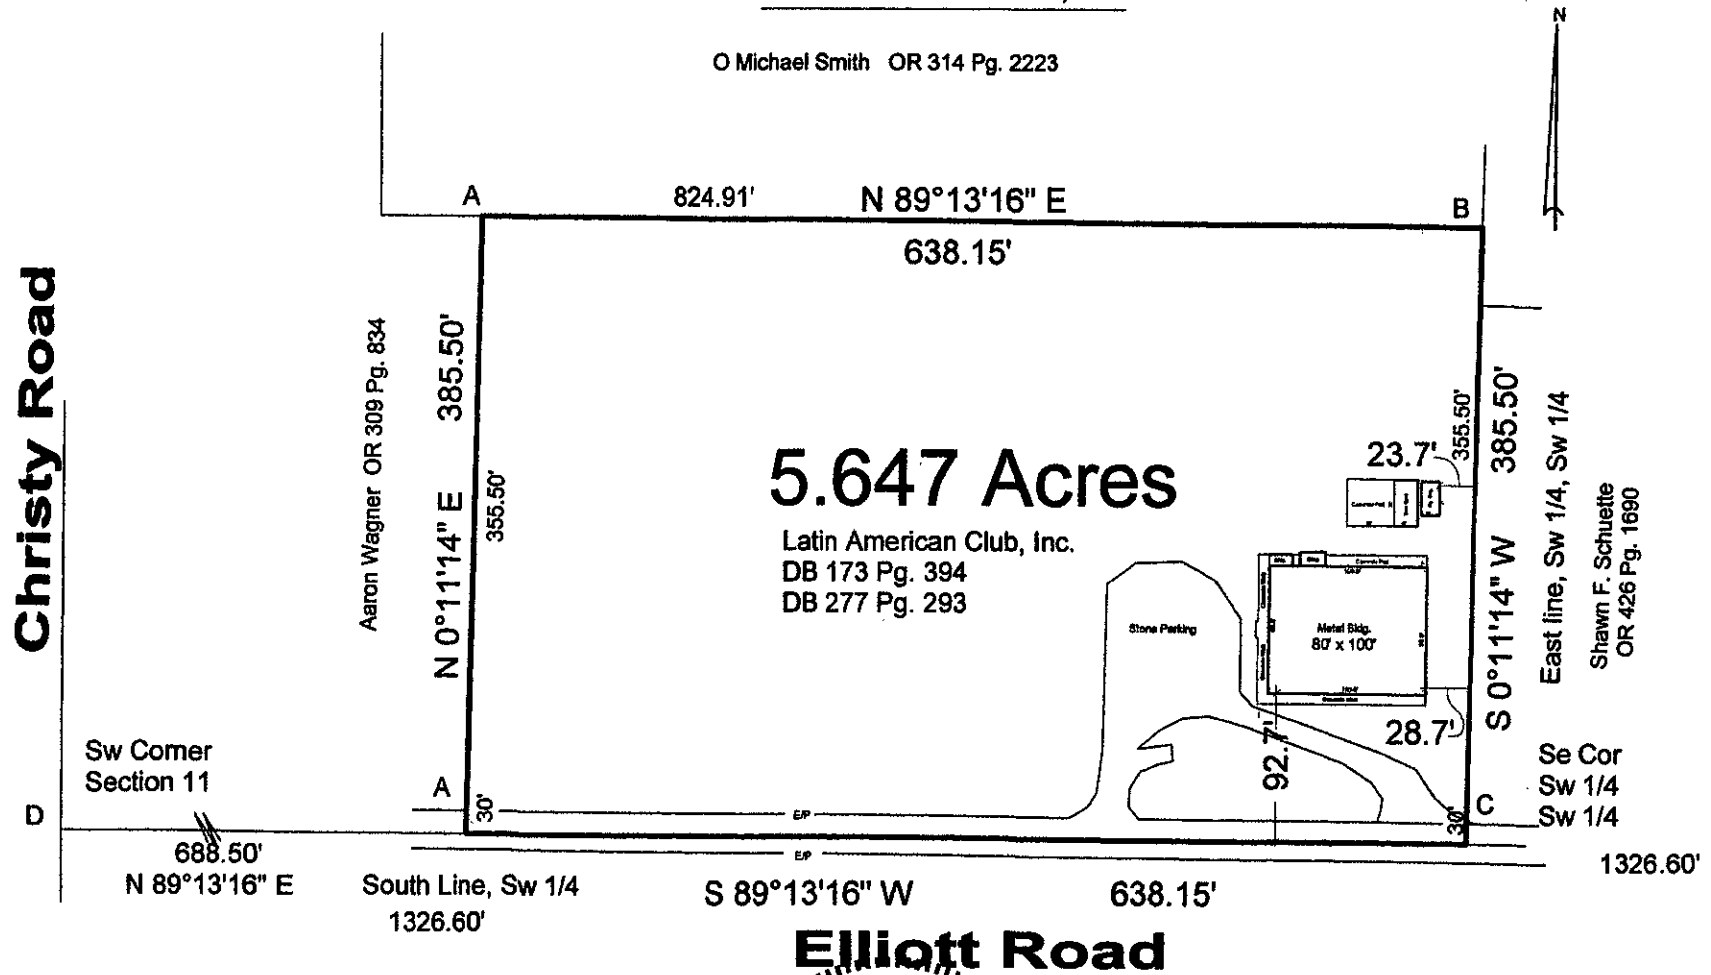 N
O Michael Smith OR 314 Pg. 2223
A
824.91'
N 89°13'16" E
B
638.15'
Christy Road
Aaron Wagner OR 309 Pg. 834
N 0°11'14" E 385.50'
355.50'
5.647 Acres
Latin American Club, Inc.
DB 173 Pg. 394
DB 277 Pg. 293
23.7'
355.50'
S 0°11'14" W 385.50'
East line, Sw 1/4, Sw 1/4
Shawn F. Schuette
OR 426 Pg. 1690
Stone Parking
Metal Bldg.
80' x 100'
28.7'
92.7'
Sw Corner
Section 11
D
A
30'
E/P
E/P
30'
C
Se Cor
Sw 1/4
Sw 1/4
688.50'
N 89°13'16" E
South Line, Sw 1/4
1326.60'
S 89°13'16" W
638.15'
1326.60'
Elliott Road